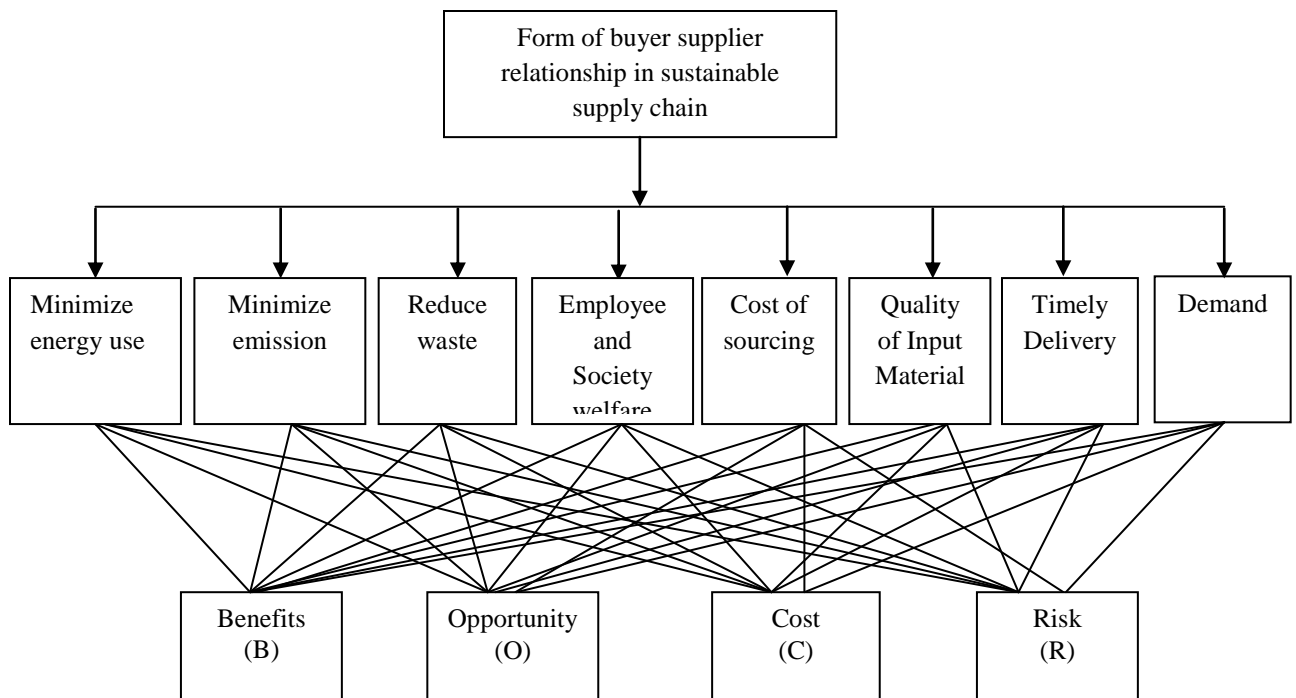 Form of buyer supplier
relationship in sustainable
supply chain
Minimize
energy use
Minimize
emission
Reduce
waste
Employee
and
Society
welfare
Cost of
sourcing
Quality
of Input
Material
Timely
Delivery
Demand
Benefits
(B)
Opportunity
(O)
Cost
(C)
Risk
(R)